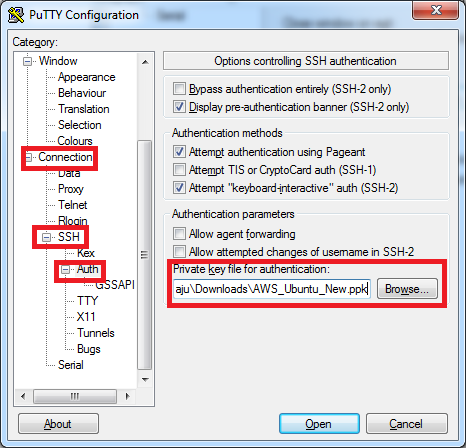 PuTTY Configuration
Category:
Window
Appearance
Behaviour
Translation
Selection
Colours
Connection
Data
Proxy
Telnet
Rlogin
SSH
Kex
Auth
GSSAPI
TTY
X11
Tunnels
Bugs
Serial
Options controlling SSH authentication
Bypass authentication entirely (SSH-2 only)
Display pre-authentication banner (SSH-2 only)
Authentication methods
Attempt authentication using Pageant
Attempt TIS or CryptoCard auth (SSH-1)
Attempt "keyboard-interactive" auth (SSH-2)
Authentication parameters
Allow agent forwarding
Allow attempted changes of username in SSH-2
Private key file for authentication:
aju\Downloads\AWS_Ubuntu_New.ppk
Browse...
About
Open
Cancel